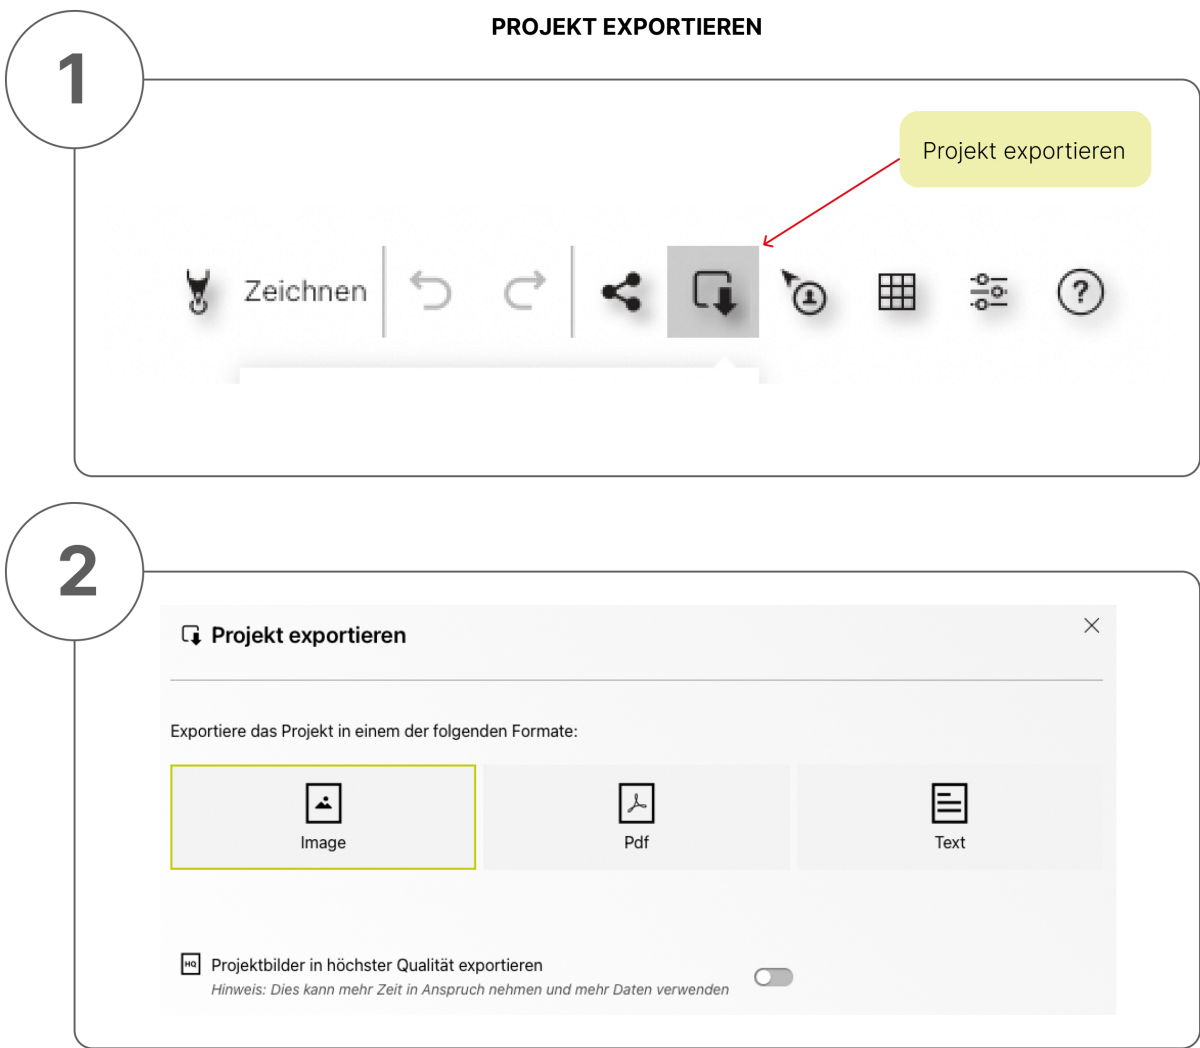 PROJEKT EXPORTIEREN
1
Projekt exportieren
Zeichnen
?
2
Projekt exportieren
Exportiere das Projekt in einem der folgenden Formate:
Image
Pdf
Text
HQ
Projektbilder in höchster Qualität exportieren
Hinweis: Dies kann mehr Zeit in Anspruch nehmen und mehr Daten verwenden